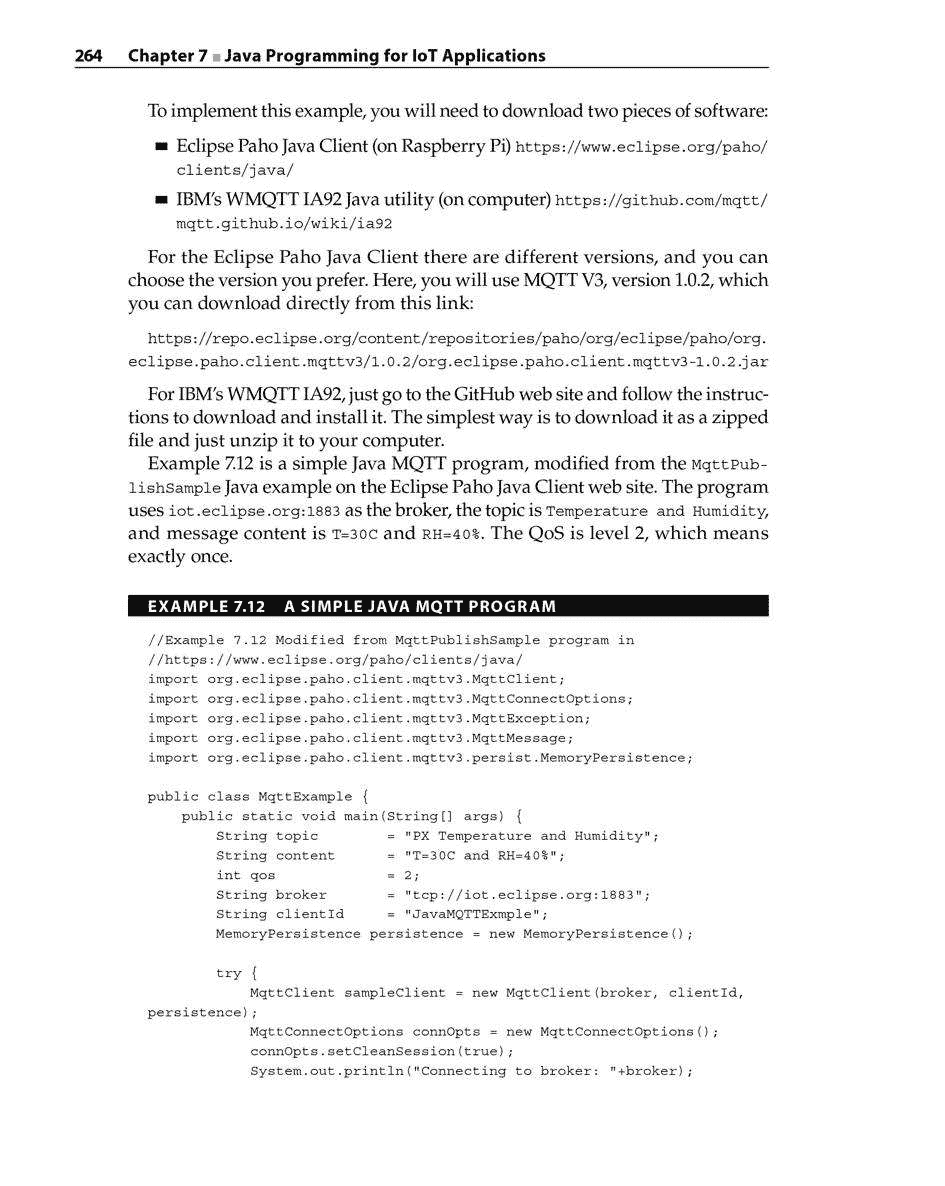 264 Chapter 7 ■ Java Programming for IoT Applications
To implement this example, you will need to download two pieces of software:
■ Eclipse Paho Java Client (on Raspberry Pi) https://www.eclipse.org/paho/
clients/java/
■ IBM's WMQTT IA92 Java utility (on computer) https://github.com/mqtt/
mqtt.github.io/wiki/ia92
For the Eclipse Paho Java Client there are different versions, and you can
choose the version you prefer. Here, you will use MQTT V3, version 1.0.2, which
you can download directly from this link:
https://repo.eclipse.org/content/repositories/paho/org/eclipse/paho/org.
eclipse.paho.client.mqttv3/1.0.2/org.eclipse.paho.client.mqttv3-1.0.2.jar
For IBM's WMQTT IA92, just go to the GitHub web site and follow the instruc-
tions to download and install it. The simplest way is to download it as a zipped
file and just unzip it to your computer.
Example 7.12 is a simple Java MQTT program, modified from the MqttPub-
lishSample Java example on the Eclipse Paho Java Client web site. The program
uses iot.eclipse.org:1883 as the broker, the topic is Temperature and Humidity,
and message content is T=30C and RH=40%. The QoS is level 2, which means
exactly once.
EXAMPLE 7.12 A SIMPLE JAVA MQTT PROGRAM
//Example 7.12 Modified from MqttPublishSample program in
//https://www.eclipse.org/paho/clients/java/
import org.eclipse.paho.client.mqttv3.MqttClient;
import org.eclipse.paho.client.mqttv3.MqttConnectOptions;
import org.eclipse.paho.client.mqttv3.MqttException;
import org.eclipse.paho.client.mqttv3.MqttMessage;
import org.eclipse.paho.client.mqttv3.persist.MemoryPersistence;
public class MqttExample {
public static void main(String[] args) {
String topic = "PX Temperature and Humidity";
String content = "T=30C and RH=40%";
int qos = 2;
String broker = "tcp://iot.eclipse.org:1883";
String clientId = "JavaMQTTExmple";
MemoryPersistence persistence = new MemoryPersistence();
try {
MqttClient sampleClient = new MqttClient(broker, clientId,
persistence);
MqttConnectOptions connOpts = new MqttConnectOptions();
connOpts.setCleanSession(true);
System.out.println("Connecting to broker: "+broker);